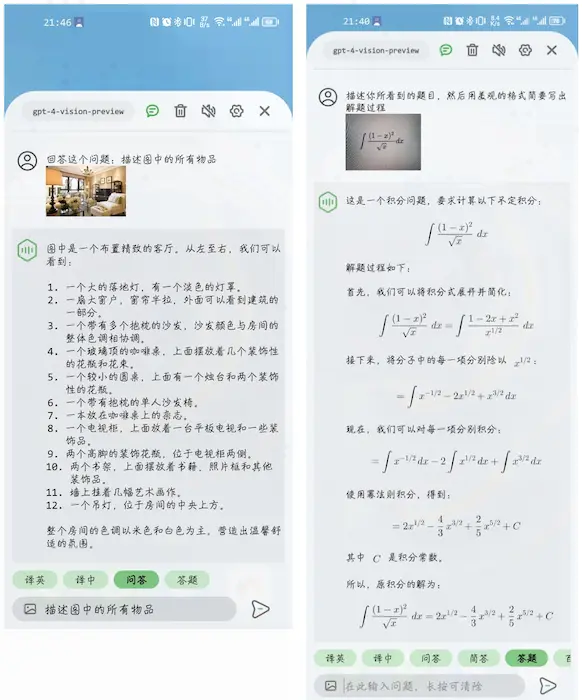 21:46
gpt-4-vision-preview
回答这个问题：描述图中的所有物品
图中是一个布置精致的客厅。从左至右，我们可以
看到：
1. 一个大的落地灯，有一个淡色的灯罩。
2. 一扇大窗户，窗帘半拉，外面可以看到建筑的
一部分。
3. 一个带有多个抱枕的沙发，沙发颜色与房间的
整体色调相协调。
4. 一个玻璃顶的咖啡桌，上面摆放着几个装饰性
的花瓶和花束。
5. 一个较小的圆桌，上面有一个烛台和两个装饰
性的花瓶。
6. 一个带有抱枕的单人沙发椅。
7. 一本放在咖啡桌上的杂志。
8. 一个电视柜，上面放着一台平板电视和一些装
饰品。
9. 两个高脚的装饰花瓶，位于电视柜两侧。
10. 两个书架，上面摆放着书籍、照片框和其他
装饰品。
11. 墙上挂着几幅艺术画作。
12. 一个吊灯，位于房间的中央上方。
整个房间的色调以米色和白色为主，营造出温馨舒
适的氛围。
译英 译中 问答 答题
描述图中的所有物品
21:40
gpt-4-vision-preview
描述你所看到的题目，然后用美观的格式简要写出
解题过程
∫ (1-x)²/√x dx
这是一个积分问题，要求计算以下不定积分：
∫ (1-x)²/√x dx
解题过程如下：
首先，我们可以将积分式展开并简化：
∫ (1-x)²/√x dx = ∫ (1-2x+x²)/x^{1/2} dx
接下来，将分子中的每一项分别除以 x^{1/2}：
= ∫ x^{-1/2} - 2x^{1/2} + x^{3/2} dx
现在，我们可以对每一项分别积分：
= ∫ x^{-1/2} dx - 2 ∫ x^{1/2} dx + ∫ x^{3/2} dx
使用幂法则积分，得到：
= 2x^{1/2} - 4/3 x^{3/2} + 2/5 x^{5/2} + C
其中 C 是积分常数。
所以，原积分的解为：
∫ (1-x)²/√x dx = 2x^{1/2} - 4/3 x^{3/2} + 2/5 x^{5/2} + C
译英 译中 问答 简答 答题
在此输入问题，长按可清除